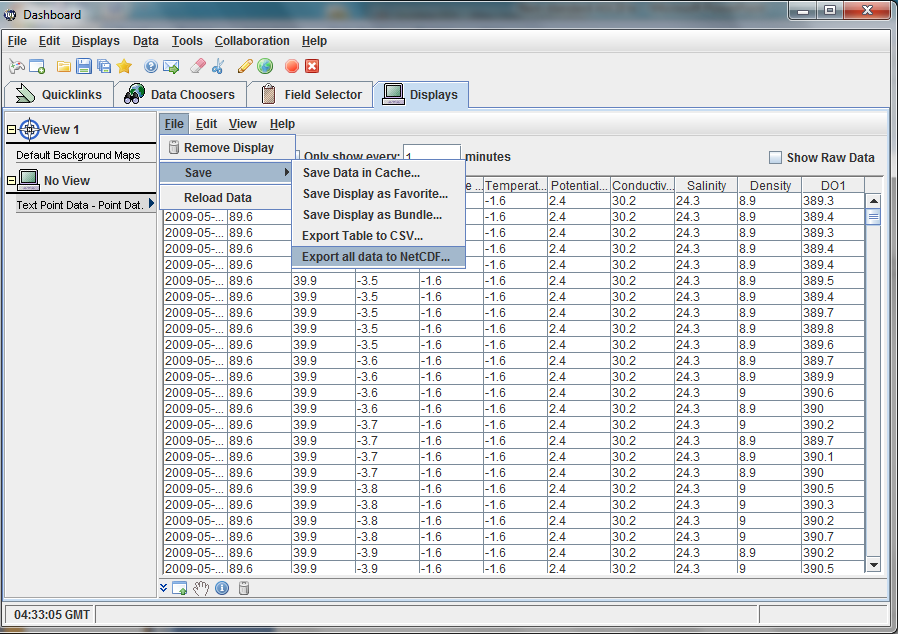 Dashboard
File Edit Displays Data Tools Collaboration Help
Quicklinks Data Choosers Field Selector Displays
View 1
Default Background Maps
No View
Text Point Data - Point Dat.
File Edit View Help
Remove Display
Save
Reload Data
Only show every: 1 minutes
Show Raw Data
Save Data in Cache...
Save Display as Favorite...
Save Display as Bundle...
Export Table to CSV...
Export all data to NetCDF...
e ... Temperat... Potential... Conductiv... Salinity Density DO1
-1.6 2.4 30.2 24.3 8.9 389.3
2009-05-... 89.6 -1.6 2.4 30.2 24.3 8.9 389.4
2009-05-... 89.6 -1.6 2.4 30.2 24.3 8.9 389.3
2009-05-... 89.6 -1.6 2.4 30.2 24.3 8.9 389.4
2009-05-... 89.6 -1.6 2.4 30.2 24.3 8.9 389.4
2009-05-... 89.6 39.9 -3.5 -1.6 -1.6 2.4 30.2 24.3 8.9 389.5
2009-05-... 89.6 39.9 -3.5 -1.6 -1.6 2.4 30.2 24.3 8.9 389.4
2009-05-... 89.6 39.9 -3.5 -1.6 -1.6 2.4 30.2 24.3 8.9 389.7
2009-05-... 89.6 39.9 -3.5 -1.6 -1.6 2.4 30.2 24.3 8.9 389.8
2009-05-... 89.6 39.9 -3.5 -1.6 -1.6 2.4 30.2 24.3 8.9 389.6
2009-05-... 89.6 39.9 -3.6 -1.6 -1.6 2.4 30.2 24.3 8.9 389.7
2009-05-... 89.6 39.9 -3.6 -1.6 -1.6 2.4 30.2 24.3 8.9 389.9
2009-05-... 89.6 39.9 -3.6 -1.6 -1.6 2.4 30.2 24.3 9 390.6
2009-05-... 89.6 39.9 -3.6 -1.6 -1.6 2.4 30.2 24.3 8.9 390
2009-05-... 89.6 39.9 -3.7 -1.6 -1.6 2.4 30.2 24.3 9 390.2
2009-05-... 89.6 39.9 -3.7 -1.6 -1.6 2.4 30.2 24.3 8.9 389.7
2009-05-... 89.6 39.9 -3.7 -1.6 -1.6 2.4 30.2 24.3 8.9 390.1
2009-05-... 89.6 39.9 -3.7 -1.6 -1.6 2.4 30.2 24.3 8.9 390
2009-05-... 89.6 39.9 -3.8 -1.6 -1.6 2.4 30.2 24.3 9 390.5
2009-05-... 89.6 39.9 -3.8 -1.6 -1.6 2.4 30.2 24.3 9 390.3
2009-05-... 89.6 39.9 -3.8 -1.6 -1.6 2.4 30.2 24.3 9 390.2
2009-05-... 89.6 39.9 -3.8 -1.6 -1.6 2.4 30.2 24.3 9 390.7
2009-05-... 89.6 39.9 -3.9 -1.6 -1.6 2.4 30.2 24.3 8.9 390.2
2009-05-... 89.6 39.9 -3.9 -1.6 -1.6 2.4 30.2 24.3 9 390.5
04:33:05 GMT